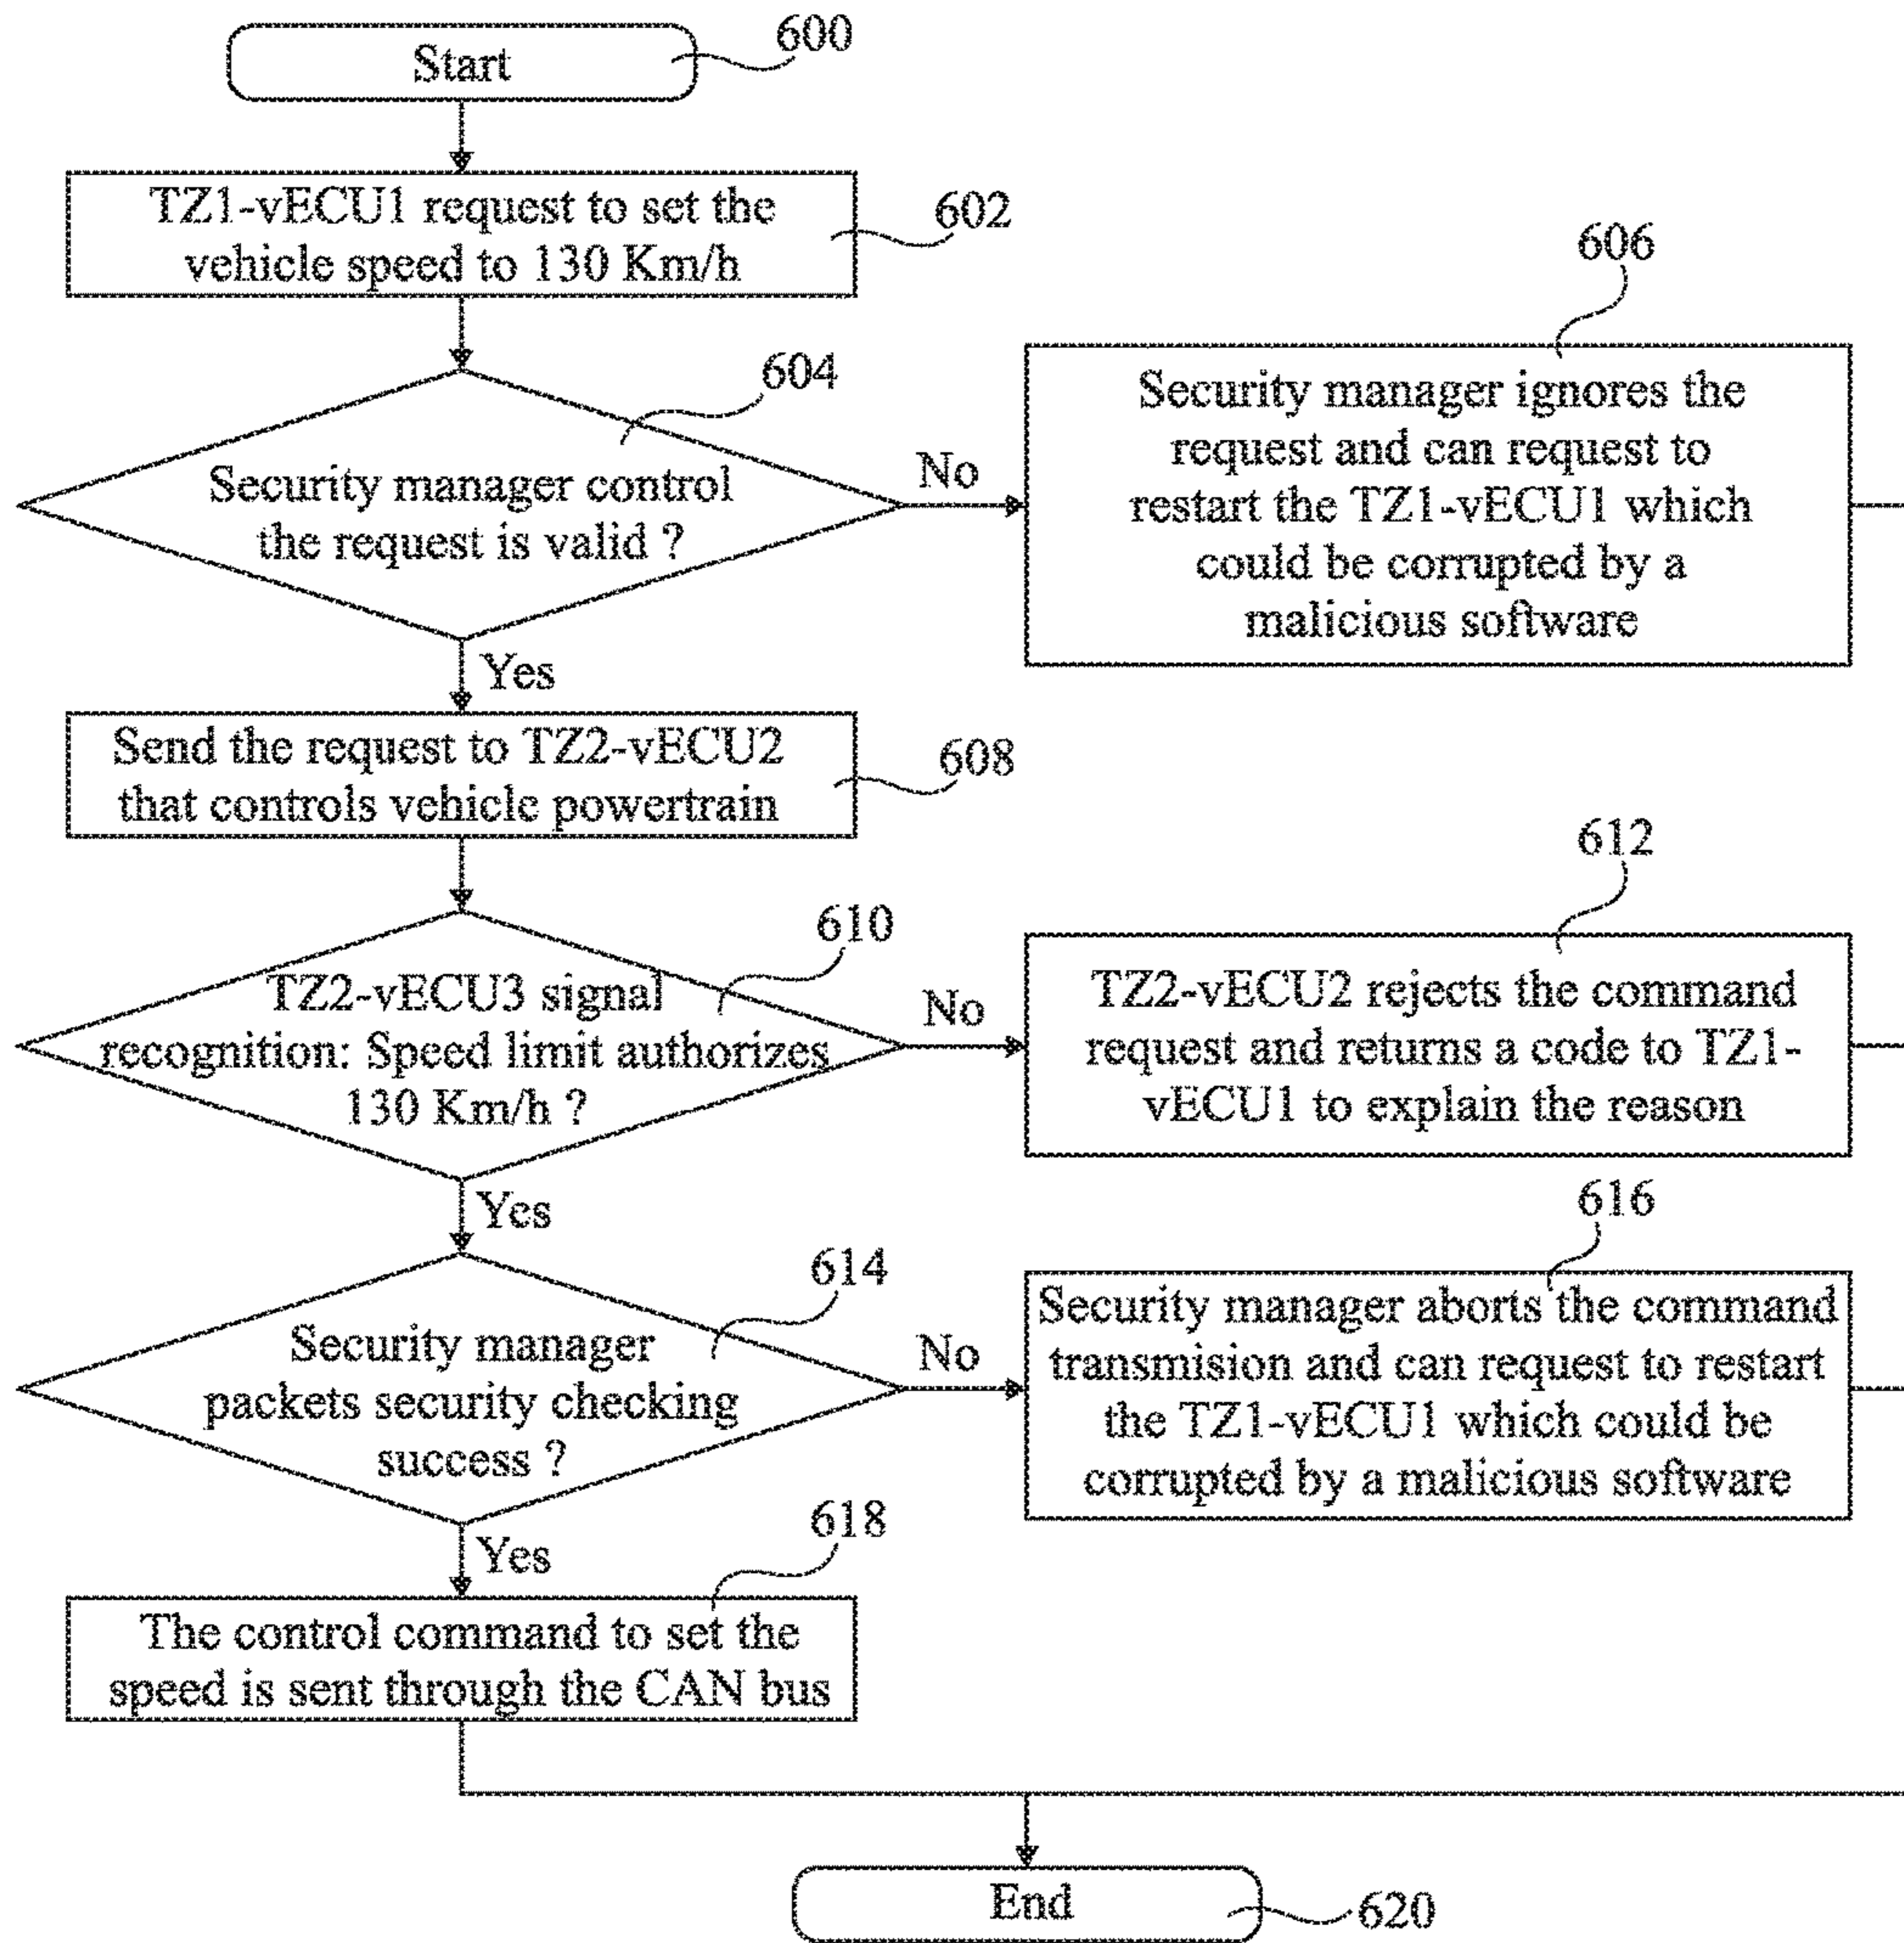 600
Start
TZ1-vECU1 request to set the
vehicle speed to 130 Km/h
602
606
604
Security manager ignores the
request and can request to
restart the TZ1-vECU1 which
could be corrupted by a
malicious software
Security manager control
the request is valid ?
No
Yes
Send the request to TZ2-vECU2
that controls vehicle powertrain
608
612
610
TZ2-vECU3 signal
recognition: Speed limit authorizes
130 Km/h ?
No
TZ2-vECU2 rejects the command
request and returns a code to TZ1-
vECU1 to explain the reason
Yes
616
614
Security manager
packets security checking
success ?
No
Security manager aborts the command
transmision and can request to restart
the TZ1-vECU1 which could be
corrupted by a malicious software
Yes
618
The control command to set the
speed is sent through the CAN bus
End
620